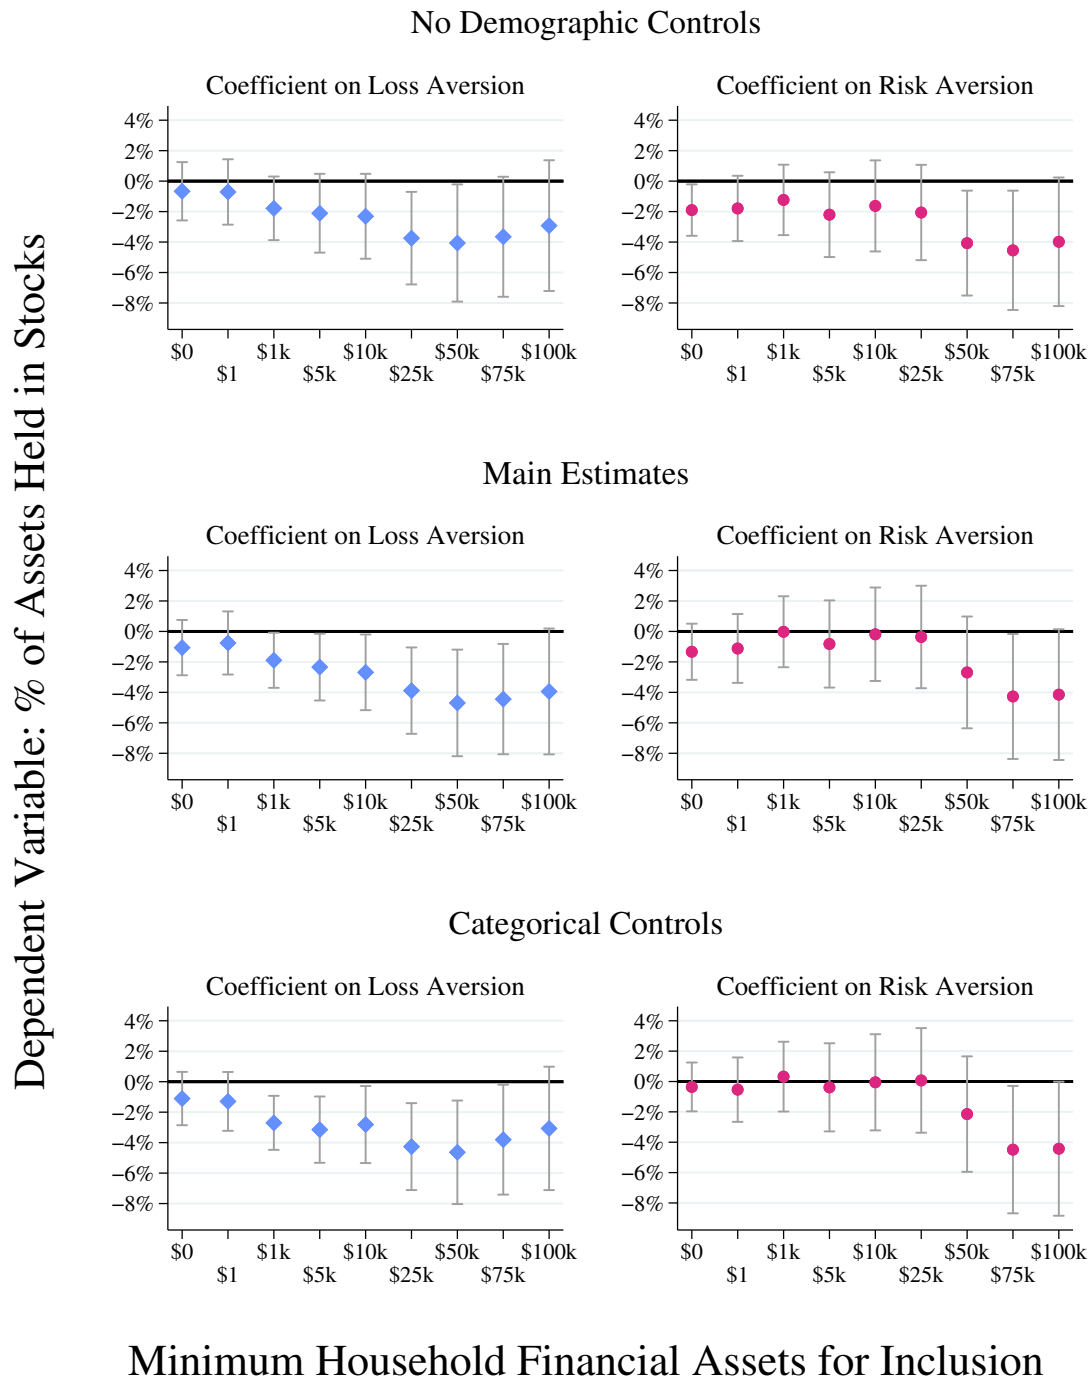 No Demographic Controls
Coefficient on Loss Aversion
4%
2%
0%
−2%
−4%
−6%
−8%
$0
$1
$1k
$5k
$10k
$25k
$50k
$75k
$100k
Coefficient on Risk Aversion
4%
2%
0%
−2%
−4%
−6%
−8%
$0
$1
$1k
$5k
$10k
$25k
$50k
$75k
$100k
Main Estimates
Coefficient on Loss Aversion
4%
2%
0%
−2%
−4%
−6%
−8%
$0
$1
$1k
$5k
$10k
$25k
$50k
$75k
$100k
Coefficient on Risk Aversion
4%
2%
0%
−2%
−4%
−6%
−8%
$0
$1
$1k
$5k
$10k
$25k
$50k
$75k
$100k
Categorical Controls
Coefficient on Loss Aversion
4%
2%
0%
−2%
−4%
−6%
−8%
$0
$1
$1k
$5k
$10k
$25k
$50k
$75k
$100k
Coefficient on Risk Aversion
4%
2%
0%
−2%
−4%
−6%
−8%
$0
$1
$1k
$5k
$10k
$25k
$50k
$75k
$100k
Dependent Variable: % of Assets Held in Stocks
Minimum Household Financial Assets for Inclusion